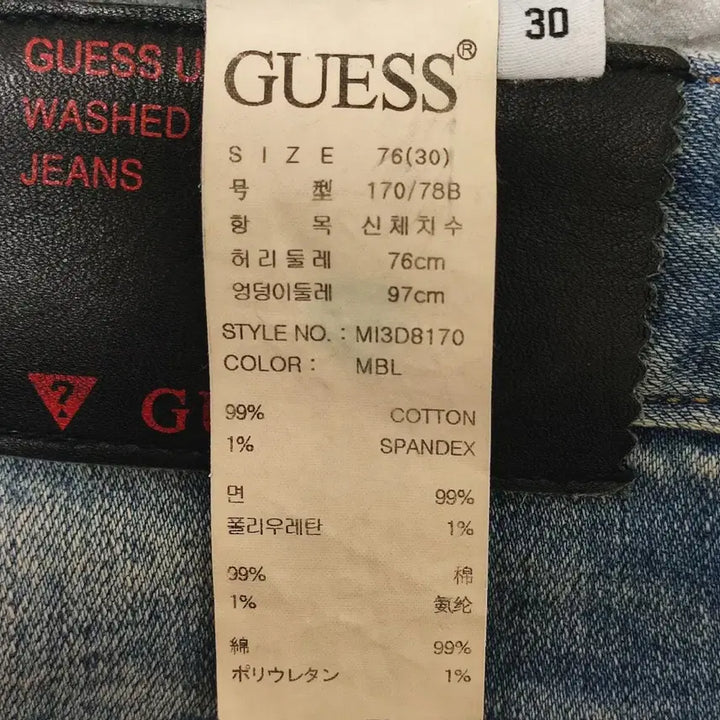 30
GUESS U
WASHED
JEANS
GUESS®
SIZE 76(30)
号型 170/78B
항목 신체치수
허리둘레 76cm
엉덩이둘레 97cm
STYLE NO. : MI3D8170
COLOR : MBL
99% COTTON
1% SPANDEX
면 99%
폴리우레탄 1%
99% 棉
1% 氨纶
綿 99%
ポリウレタン 1%
?
GU